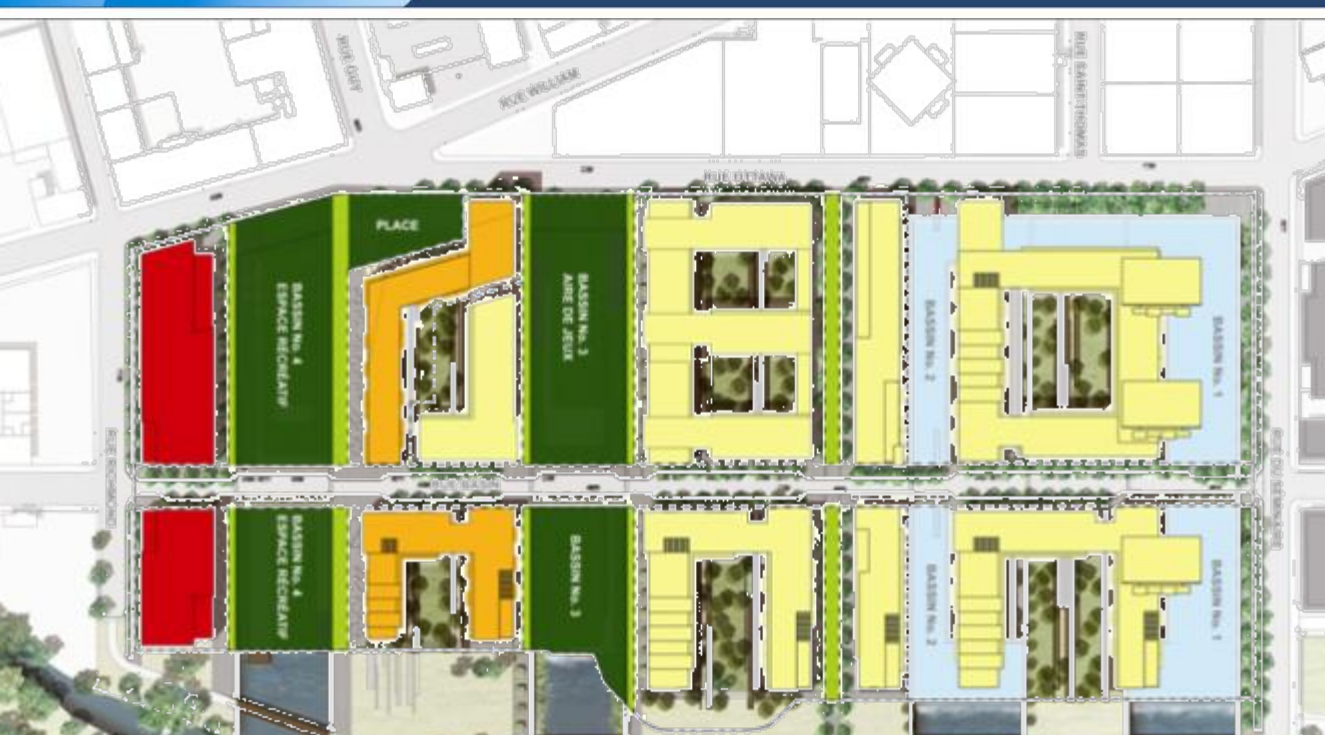 RUE GUY
RUE WILLIAM
RUE SAINT-THOMAS
RUE OTTAWA
PLACE
BASSIN No. 4
ESPACE RÉCRÉATIF
BASSIN No. 3
AIRE DE JEUX
BASSIN No. 2
BASSIN No. 1
RUE BASIN
BASSIN No. 4
ESPACE RÉCRÉATIF
BASSIN No. 3
BASSIN No. 2
BASSIN No. 1